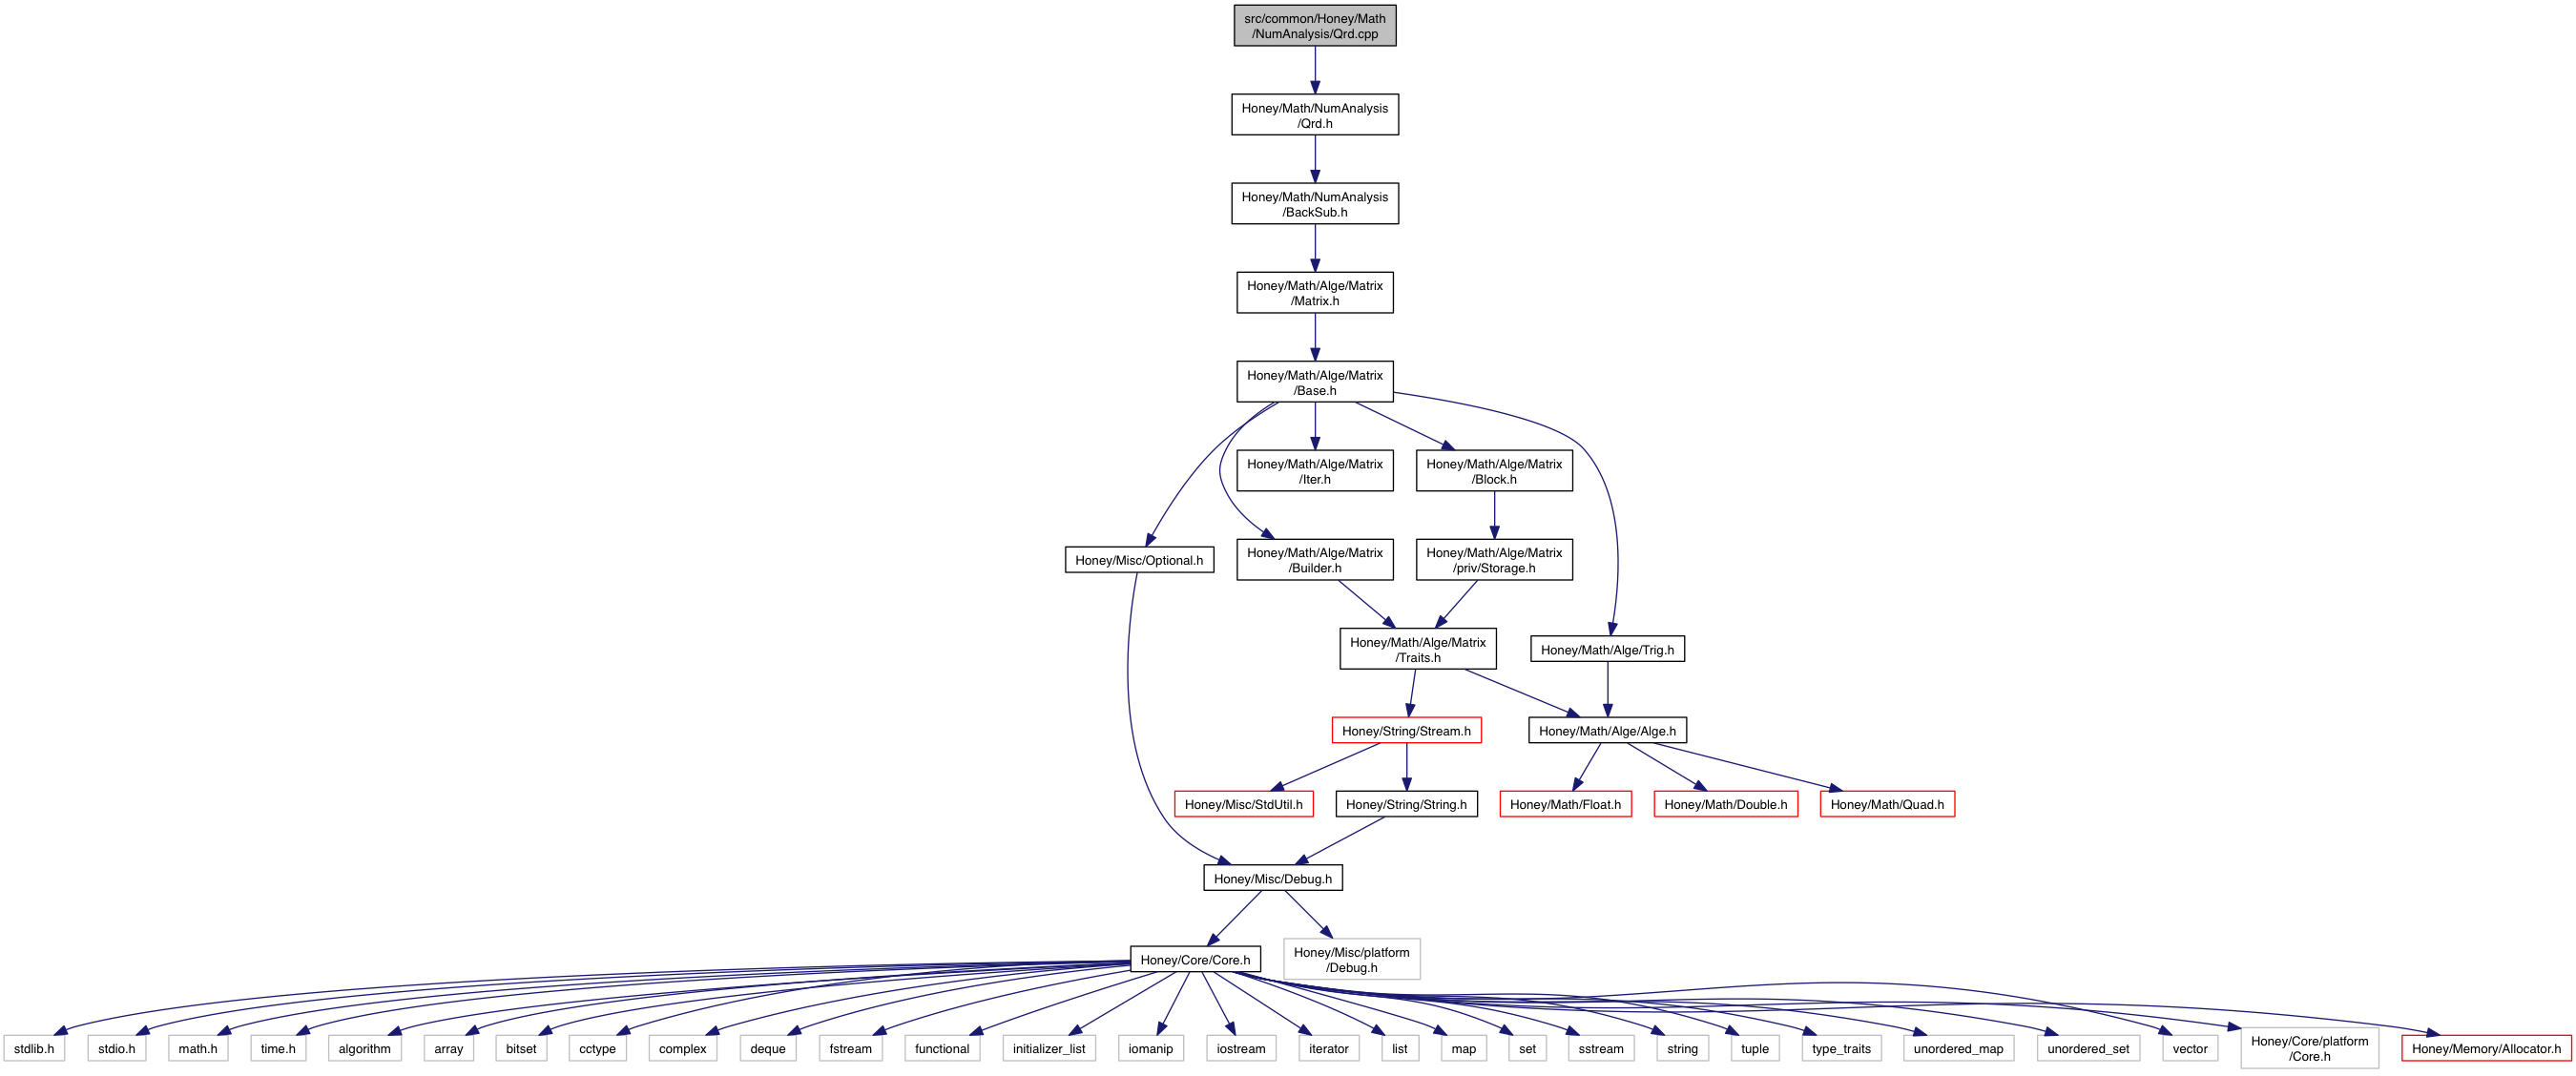 src/common/Honey/Math
/NumAnalysis/Qrd.cpp
Honey/Math/NumAnalysis
/Qrd.h
Honey/Math/NumAnalysis
/BackSub.h
Honey/Math/Alge/Matrix
/Matrix.h
Honey/Math/Alge/Matrix
/Base.h
Honey/Math/Alge/Matrix
/Iter.h
Honey/Math/Alge/Matrix
/Block.h
Honey/Misc/Optional.h
Honey/Math/Alge/Matrix
/Builder.h
Honey/Math/Alge/Matrix
/priv/Storage.h
Honey/Math/Alge/Matrix
/Traits.h
Honey/Math/Alge/Trig.h
Honey/String/Stream.h
Honey/Math/Alge/Alge.h
Honey/Misc/StdUtil.h
Honey/String/String.h
Honey/Math/Float.h
Honey/Math/Double.h
Honey/Math/Quad.h
Honey/Misc/Debug.h
Honey/Core/Core.h
Honey/Misc/platform
/Debug.h
stdlib.h
stdio.h
math.h
time.h
algorithm
array
bitset
cctype
complex
deque
fstream
functional
initializer_list
iomanip
iostream
iterator
list
map
set
sstream
string
tuple
type_traits
unordered_map
unordered_set
vector
Honey/Core/platform
/Core.h
Honey/Memory/Allocator.h